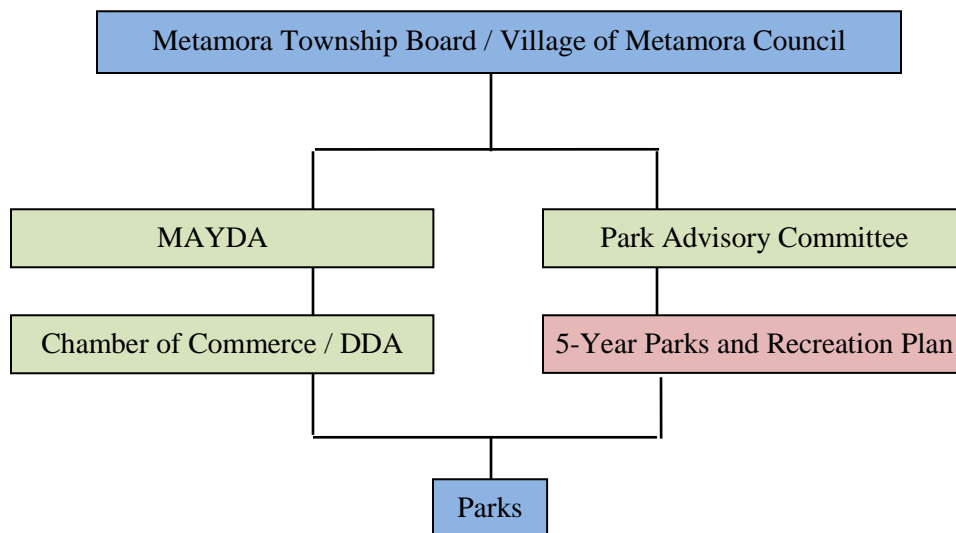 Metamora Township Board / Village of Metamora Council
MAYDA
Park Advisory Committee
Chamber of Commerce / DDA
5-Year Parks and Recreation Plan
Parks